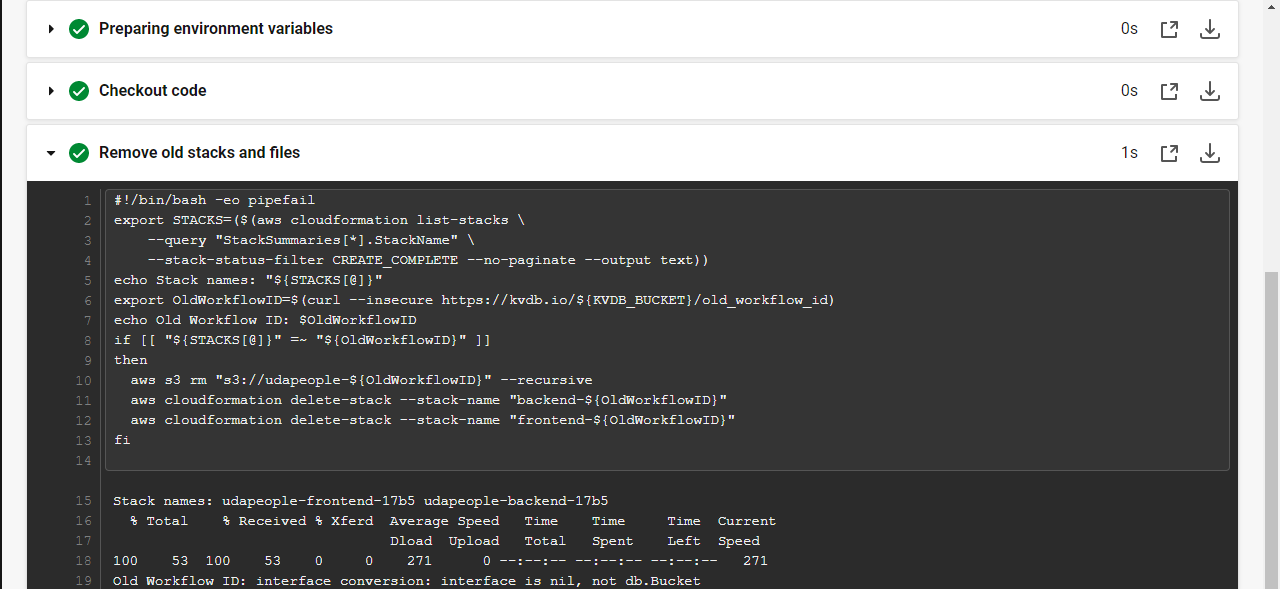 Preparing environment variables 0s
Checkout code 0s
Remove old stacks and files 1s
1 #!/bin/bash -eo pipefail
2 export STACKS=($(aws cloudformation list-stacks \
3     --query "StackSummaries[*].StackName" \
4     --stack-status-filter CREATE_COMPLETE --no-paginate --output text))
5 echo Stack names: "${STACKS[@]}"
6 export OldWorkflowID=$(curl --insecure https://kvdb.io/${KVDB_BUCKET}/old_workflow_id)
7 echo Old Workflow ID: $OldWorkflowID
8 if [[ "${STACKS[@]}" =~ "${OldWorkflowID}" ]]
9 then
10   aws s3 rm "s3://udapeople-${OldWorkflowID}" --recursive
11   aws cloudformation delete-stack --stack-name "backend-${OldWorkflowID}"
12   aws cloudformation delete-stack --stack-name "frontend-${OldWorkflowID}"
13 fi
14
15 Stack names: udapeople-frontend-17b5 udapeople-backend-17b5
16   % Total    % Received % Xferd  Average Speed   Time    Time     Time  Current
17                                  Dload  Upload   Total   Spent    Left  Speed
18 100    53  100    53    0     0    271      0 --:--:-- --:--:-- --:--:--   271
19 Old Workflow ID: interface conversion: interface is nil, not db.Bucket